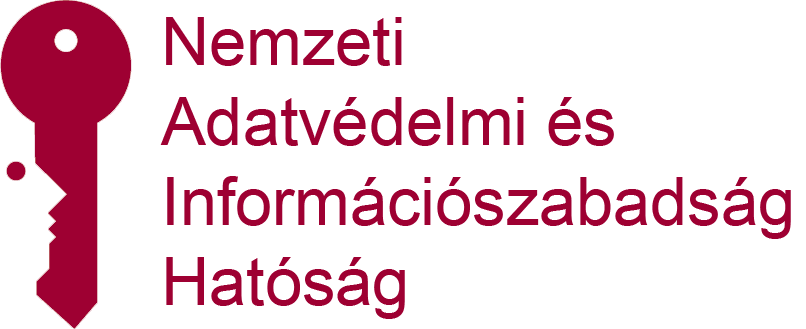 Nemzeti
Adatvédelmi és
Információszabadság
Hatóság